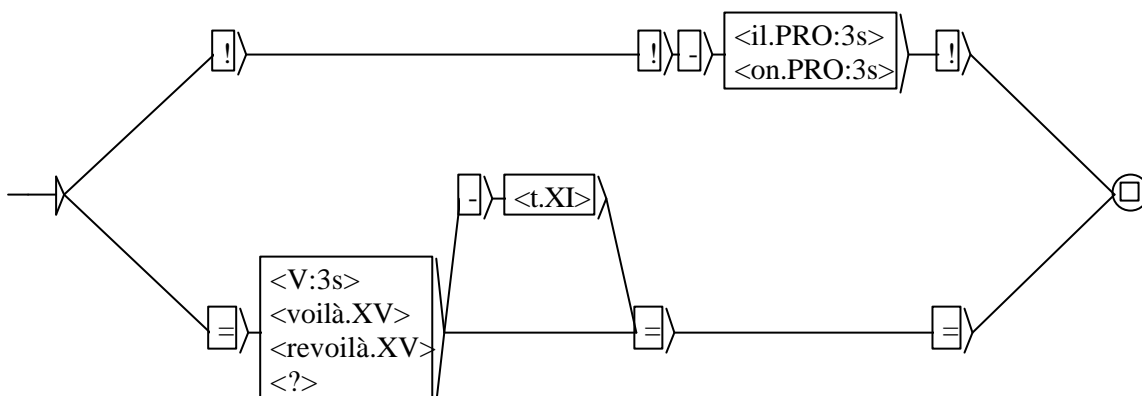 ! ! - <il.PRO:3s> !
<on.PRO:3s>
- <t.XI>
<V:3s>
<voilà.XV>
= <revoilà.XV> = =
<?>